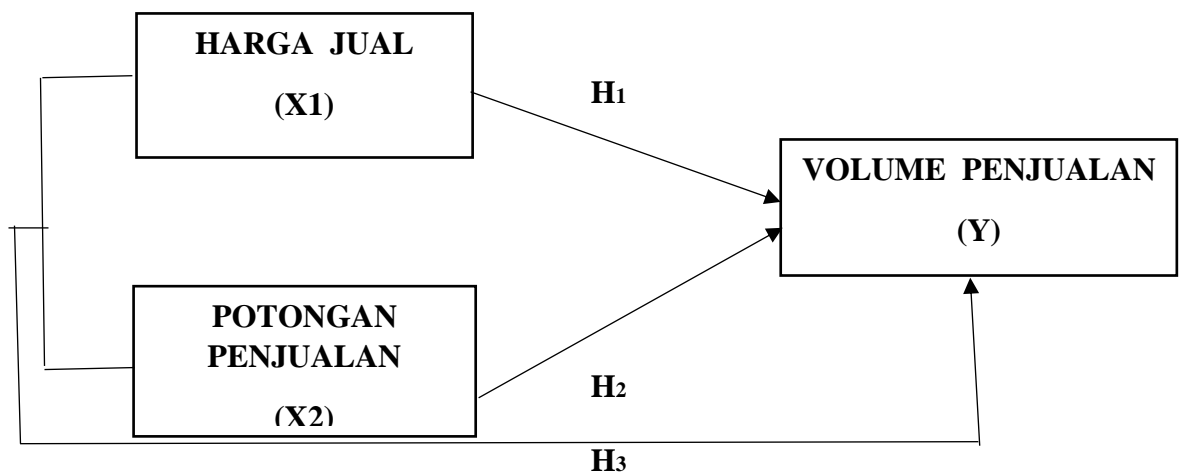 HARGA JUAL
(X1)
H1
VOLUME PENJUALAN
(Y)
POTONGAN
PENJUALAN
(X2)
H2
H3